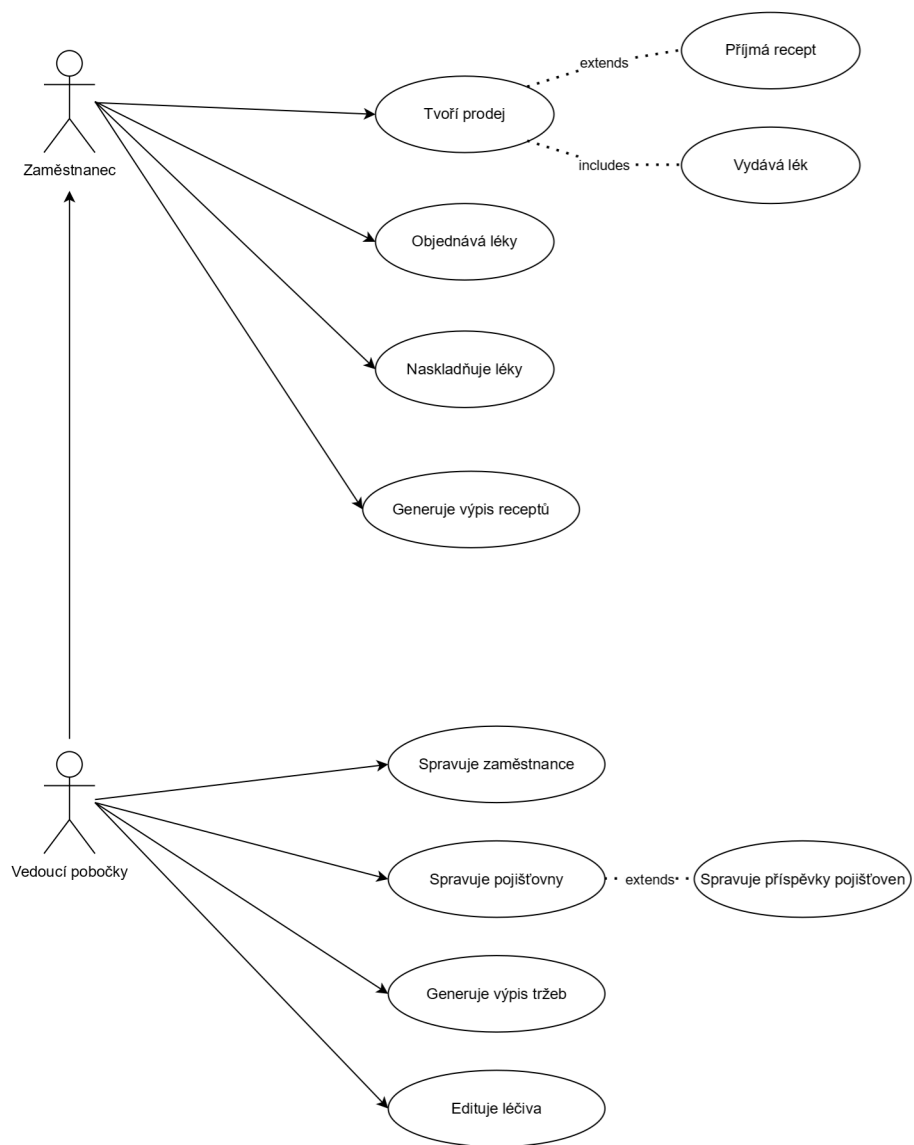 Příjmá recept
extends
Tvoří prodej
includes
Vydává lék
Zaměstnanec
Objednává léky
Naskladňuje léky
Generuje výpis receptů
Spravuje zaměstnance
Vedoucí pobočky
Spravuje pojišťovny
extends
Spravuje příspěvky pojišťoven
Generuje výpis tržeb
Edituje léčiva